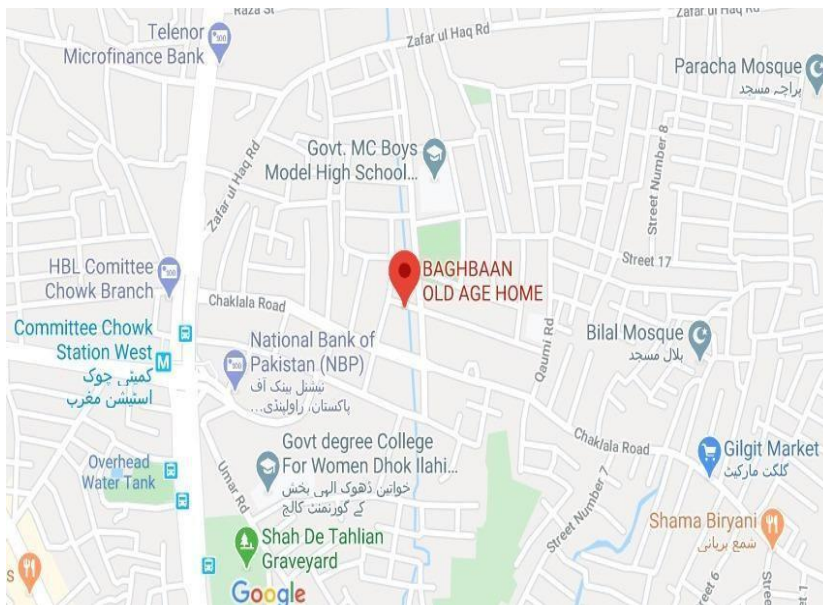 Raza St
Zafar ul Haq Rd
Zafar ul Haq Rd
Telenor
Microfinance Bank
Paracha Mosque
پراچہ مسجد
Govt. MC Boys
Model High School...
Zafar ul Haq Rd
Street Number 8
Street 17
HBL Comittee
Chowk Branch
BAGHBAAN
OLD AGE HOME
Chaklala Road
Committee Chowk
Station West
کمیٹی چوک
اسٹیشن مغرب
National Bank of
Pakistan (NBP)
نیشنل بینک آف
پاکستان، راولپنڈی...
Qaumi Rd
Bilal Mosque
بلال مسجد
Chaklala Road
Gilgit Market
گلگت مارکیٹ
Govt degree College
For Women Dhok Ilahi...
خواتین ڈھوک الہی بخش
کے گورنمنٹ کالج
Overhead
Water Tank
Umar Rd
Street Number 7
Shama Biryani
شمع بریانی
Shah De Tahlian
Graveyard
Street 6
Street 1
s
Google